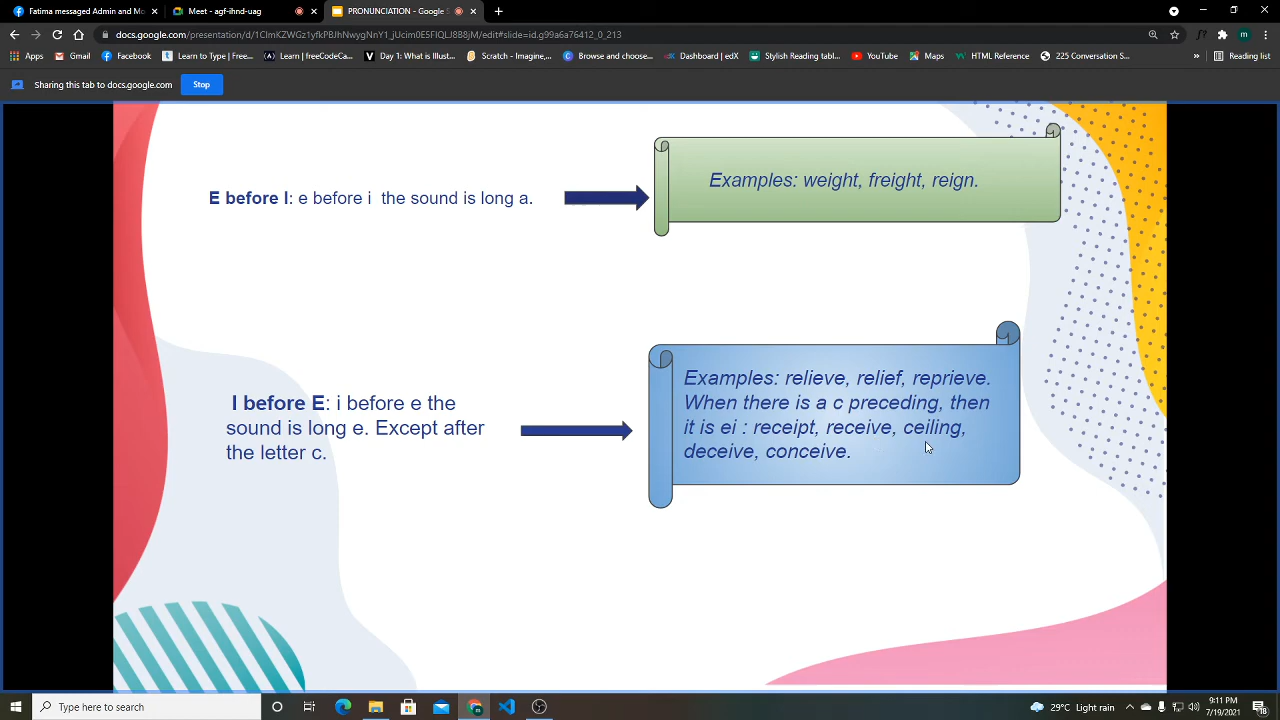 Fatima messaged Admin and Mo
Meet - agf-ihnd-uag
PRONUNCIATION - Google S
docs.google.com/presentation/d/1ClmKZWGz1yfkPBJhNwygNnY1_jUcim0E5FIQLJ8B8jM/edit#slide=id.g99a6a76412_0_213
Apps
Gmail
Facebook
Learn to Type | Free...
Learn | freeCodeCa...
Day 1: What is Illust...
Scratch - Imagine,...
Browse and choose...
Dashboard | edX
Stylish Reading tabl...
YouTube
Maps
HTML Reference
225 Conversation S...
»
Reading list
Sharing this tab to docs.google.com
Stop
E before I: e before i the sound is long a.
Examples: weight, freight, reign.
I before E: i before e the
sound is long e. Except after
the letter c.
Examples: relieve, relief, reprieve.
When there is a c preceding, then
it is ei : receipt, receive, ceiling,
deceive, conceive.
Type here to search
29°C Light rain
9:11 PM
7/19/2021